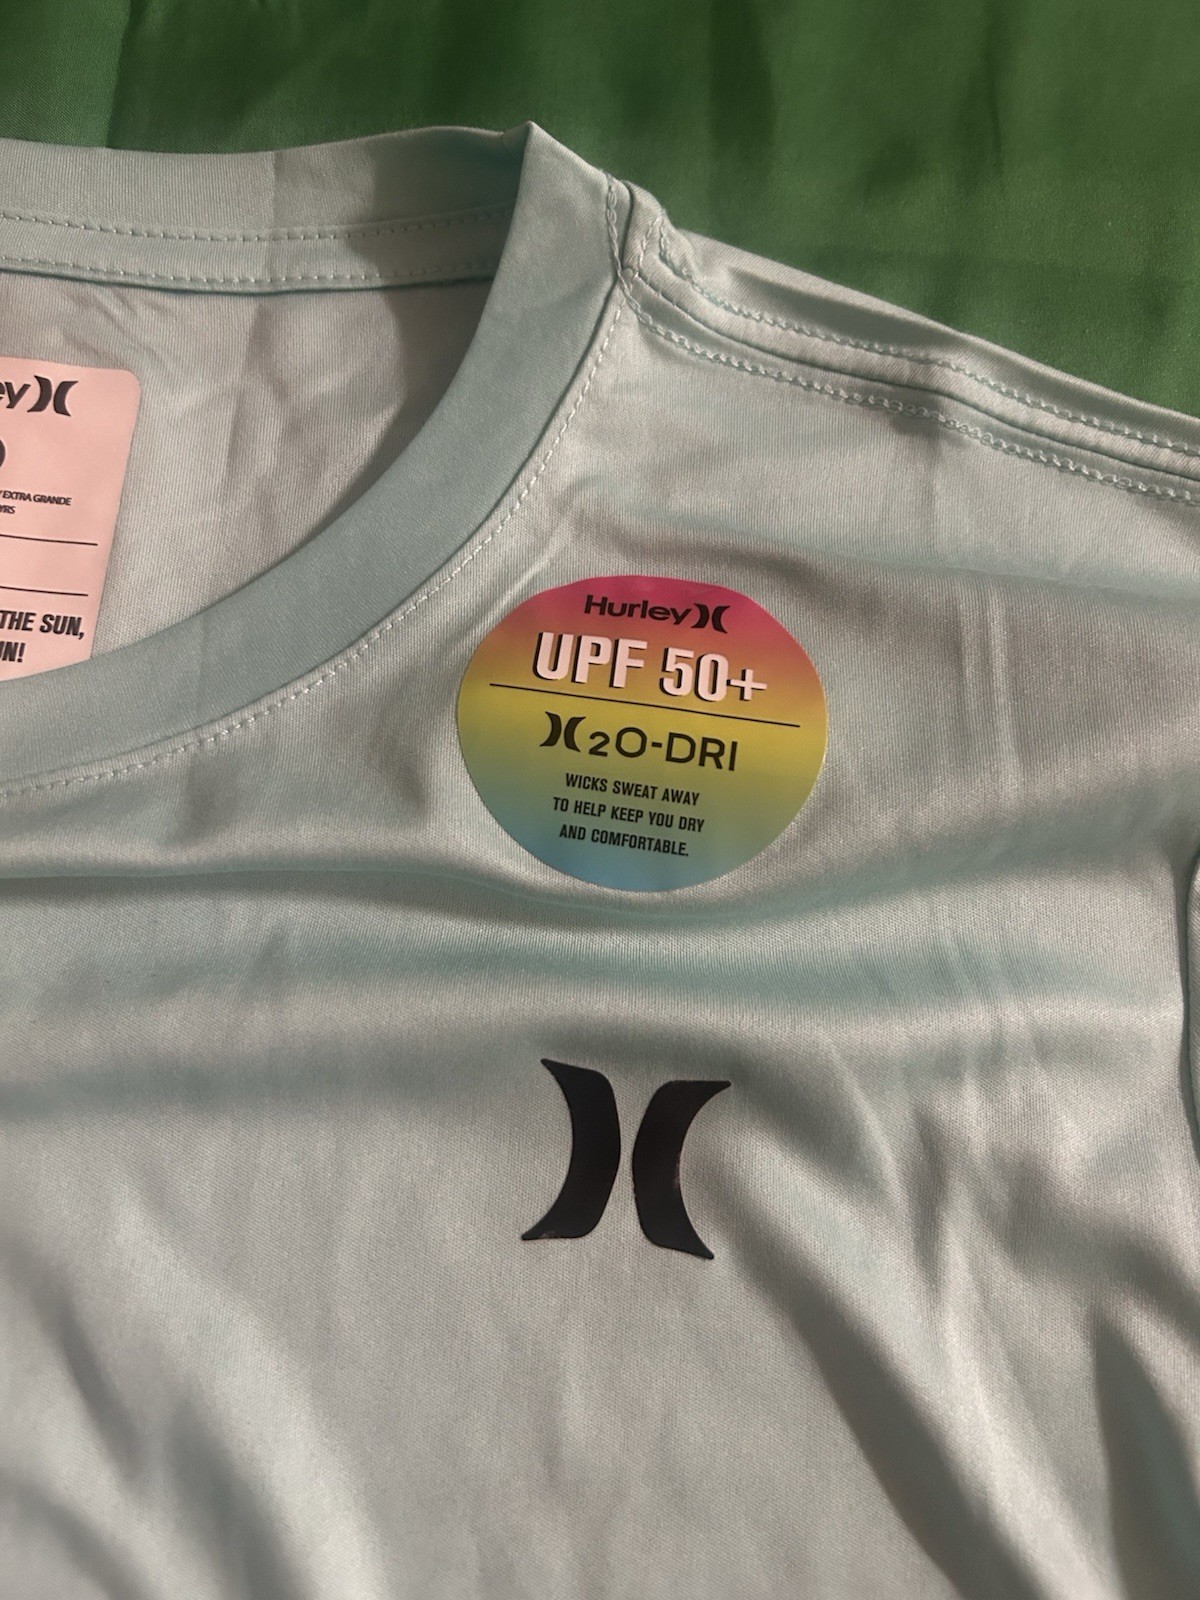 EXTRA GRANDE
YRS
THE SUN,
Hurley
UPF 50+
2O-DRI
WICKS SWEAT AWAY
TO HELP KEEP YOU DRY
AND COMFORTABLE.